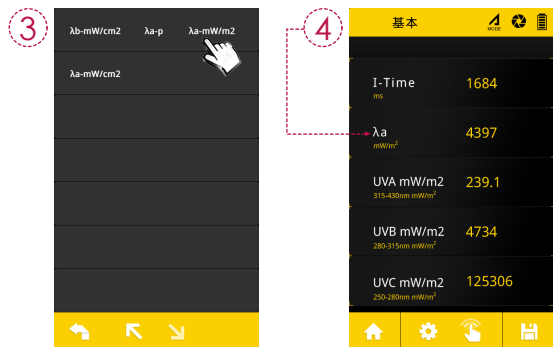 3
λb-mW/cm2 λa-p λa-mW/m2
λa-mW/cm2
4
基本
MODE
I-Time 1684
ms
λa 4397
mW/m²
UVA mW/m2 239.1
315-430nm mW/m²
UVB mW/m2 4734
280-315nm mW/m²
UVC mW/m2 125306
250-280nm mW/m²